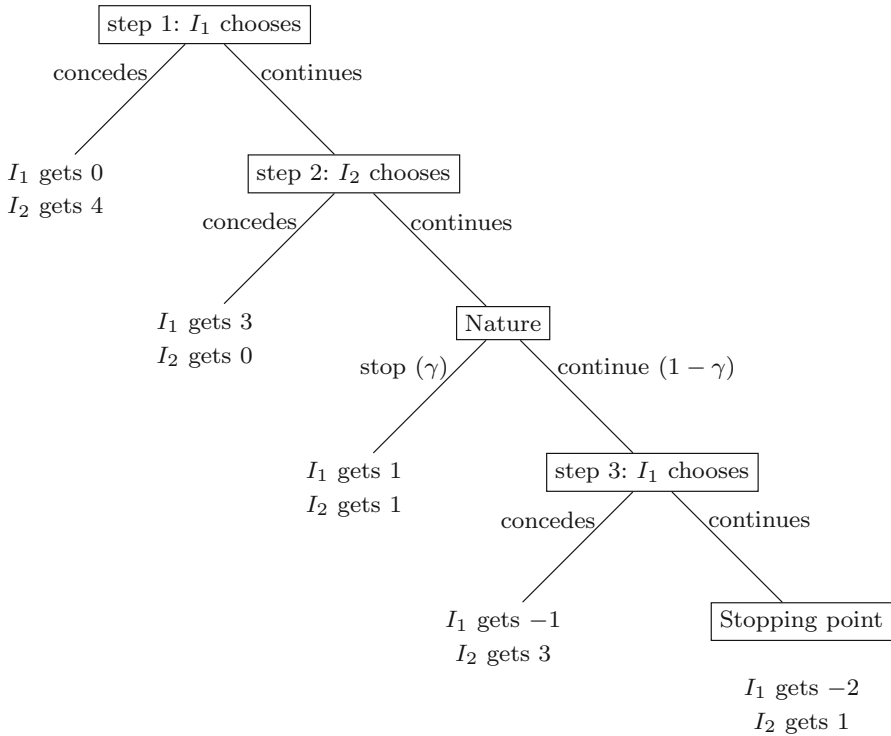 step 1: I₁ chooses
concedes
continues
I₁ gets 0
I₂ gets 4
step 2: I₂ chooses
concedes
continues
I₁ gets 3
I₂ gets 0
Nature
stop (γ)
continue (1 − γ)
I₁ gets 1
I₂ gets 1
step 3: I₁ chooses
concedes
continues
I₁ gets −1
I₂ gets 3
Stopping point
I₁ gets −2
I₂ gets 1